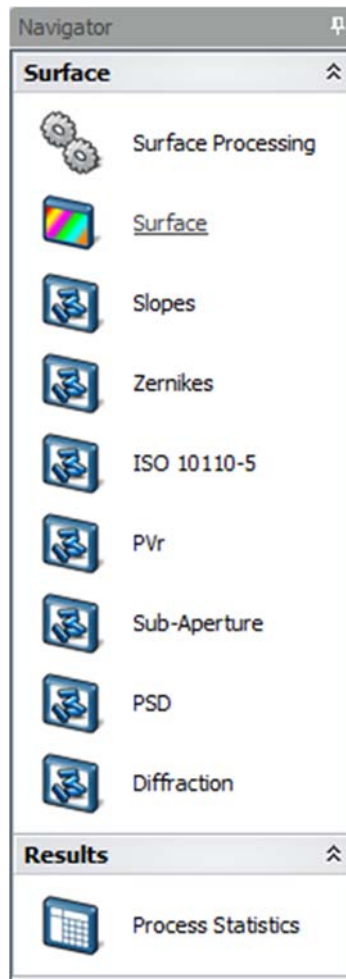 Navigator
Surface
Surface Processing
Surface
Slopes
Zernikes
ISO 10110-5
PVr
Sub-Aperture
PSD
Diffraction
Results
Process Statistics